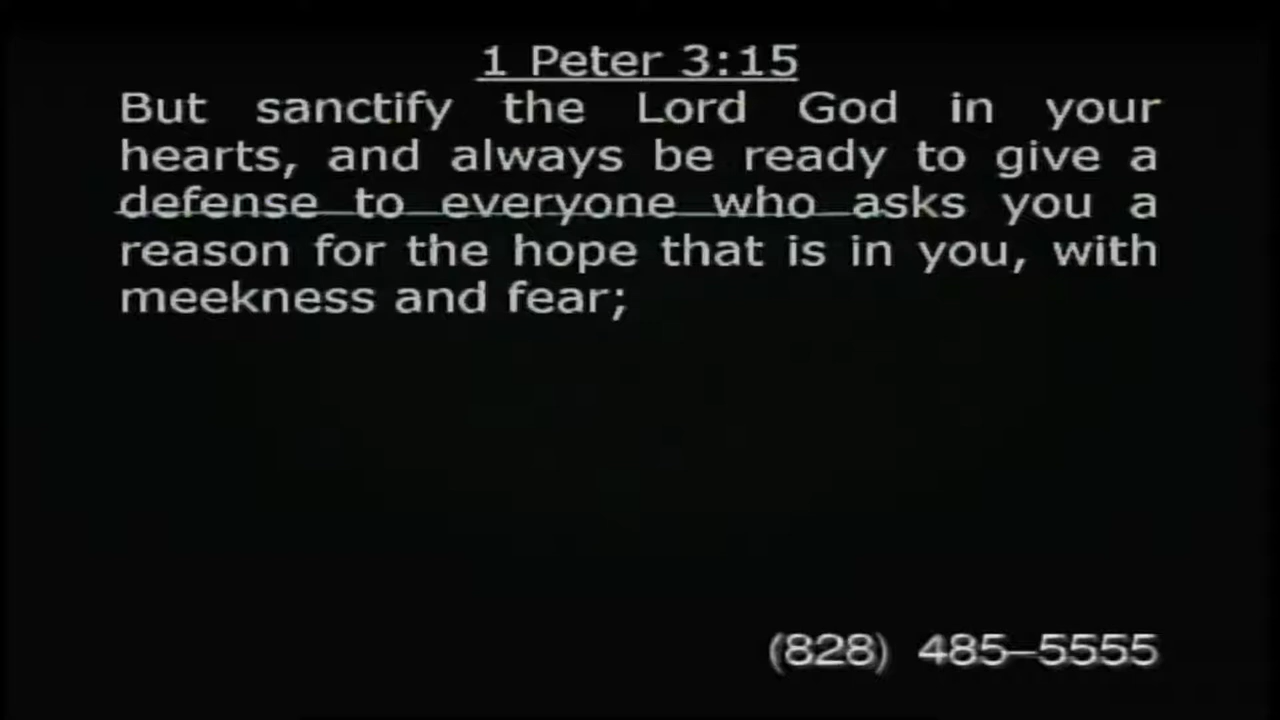 1 Peter 3:15
But sanctify the Lord God in your
hearts, and always be ready to give a
defense to everyone who asks you a
reason for the hope that is in you, with
meekness and fear;
(828) 485–5555